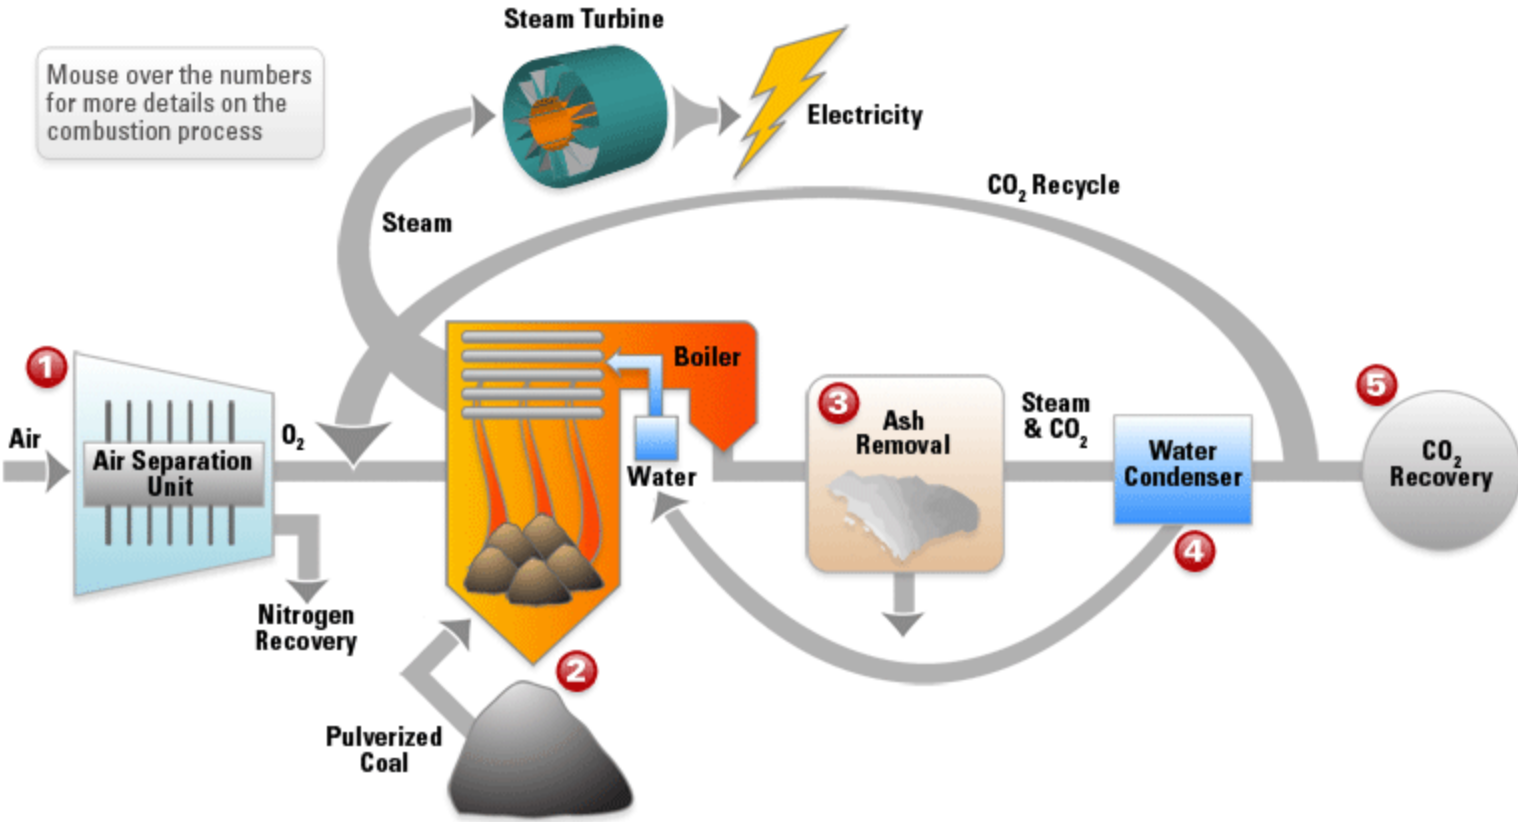 Steam Turbine
Mouse over the numbers
for more details on the
combustion process
Electricity
CO₂ Recycle
Steam
1
Boiler
Air
O₂
Air Separation
Unit
Water
3
Ash
Removal
Steam
& CO₂
Water
Condenser
5
CO₂
Recovery
4
Nitrogen
Recovery
2
Pulverized
Coal